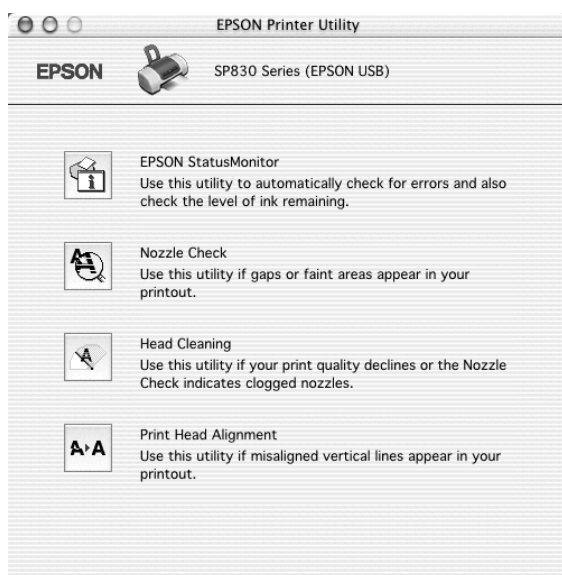 EPSON Printer Utility
EPSON
SP830 Series (EPSON USB)
EPSON StatusMonitor
Use this utility to automatically check for errors and also
check the level of ink remaining.
Nozzle Check
Use this utility if gaps or faint areas appear in your
printout.
Head Cleaning
Use this utility if your print quality declines or the Nozzle
Check indicates clogged nozzles.
A A
Print Head Alignment
Use this utility if misaligned vertical lines appear in your
printout.